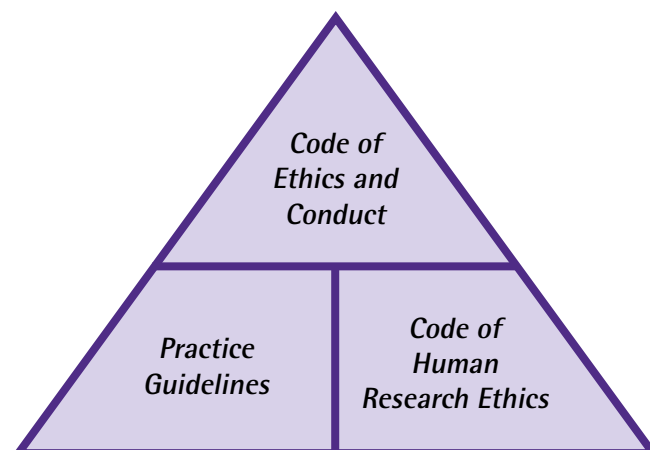 Code of
Ethics and
Conduct
Practice
Guidelines
Code of
Human
Research Ethics